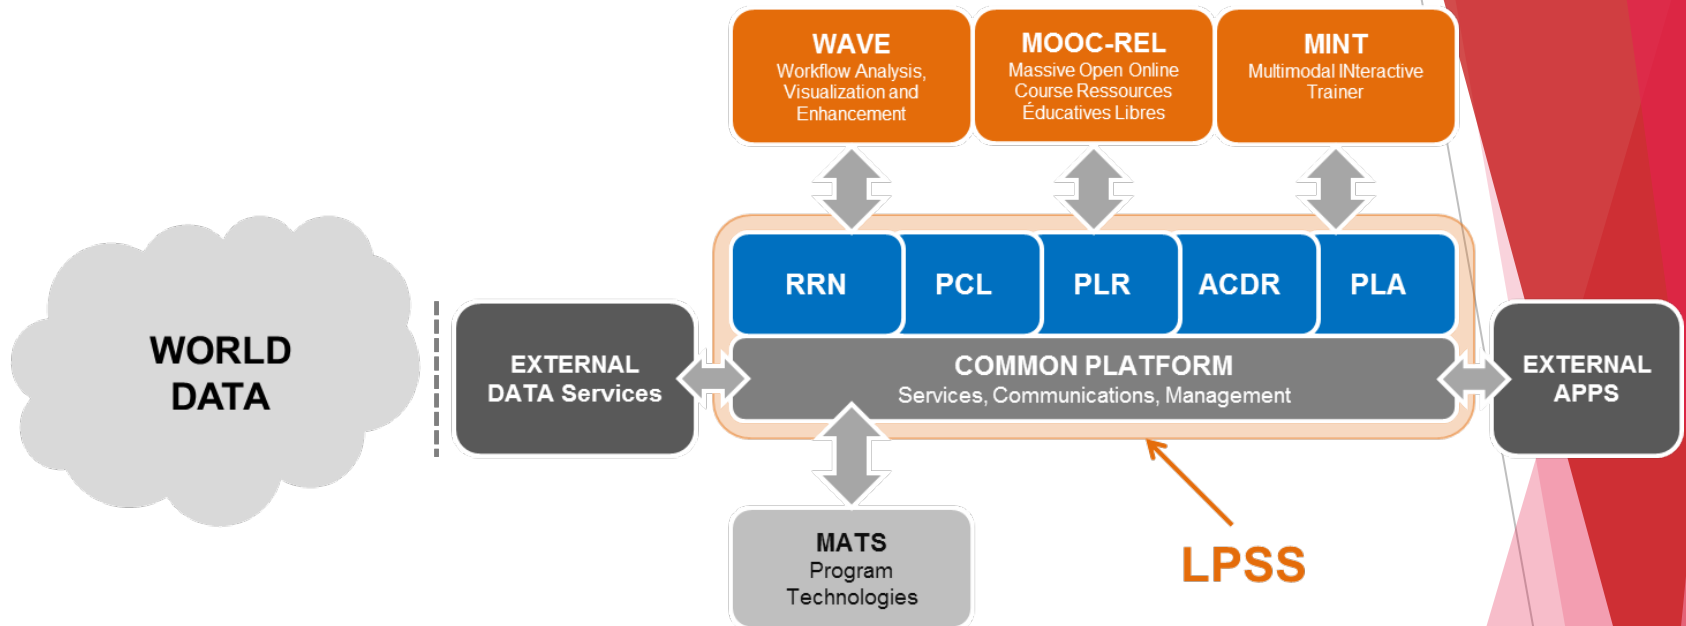 WAVE
Workflow Analysis,
Visualization and
Enhancement
MOOC-REL
Massive Open Online
Course Ressources
Éducatives Libres
MINT
Multimodal INteractive
Trainer
RRN
PCL
PLR
ACDR
PLA
WORLD
DATA
EXTERNAL
DATA Services
COMMON PLATFORM
Services, Communications, Management
EXTERNAL
APPS
MATS
Program
Technologies
LPSS